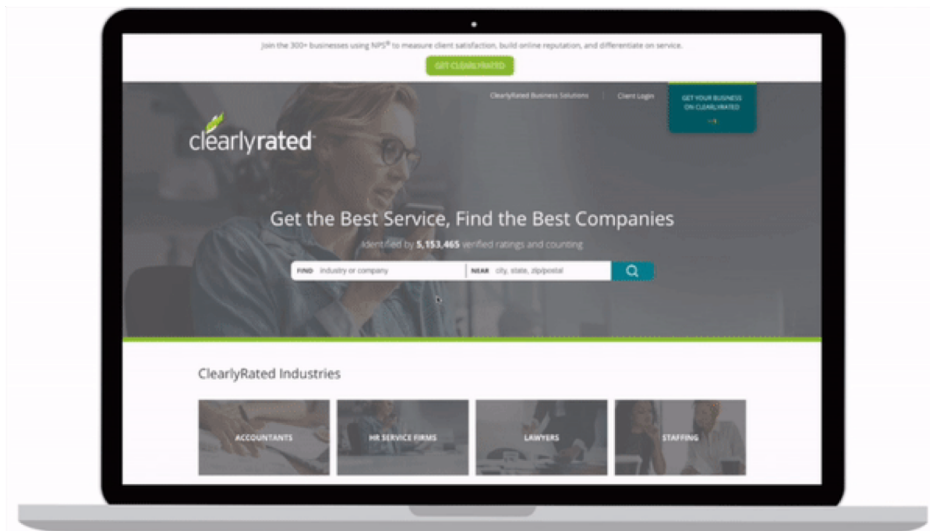 Join the 300+ businesses using NPS® to measure client satisfaction, build online reputation, and differentiate on service.
GET CLEARLYRATED
ClearlyRated Business Solutions | Client Login
GET YOUR BUSINESS
ON CLEARLYRATED
clearlyrated
Get the Best Service, Find the Best Companies
Identified by 5,153,465 verified ratings and counting
FIND industry or company
NEAR city, state, zip/postal
ClearlyRated Industries
ACCOUNTANTS
HR SERVICE FIRMS
LAWYERS
STAFFING